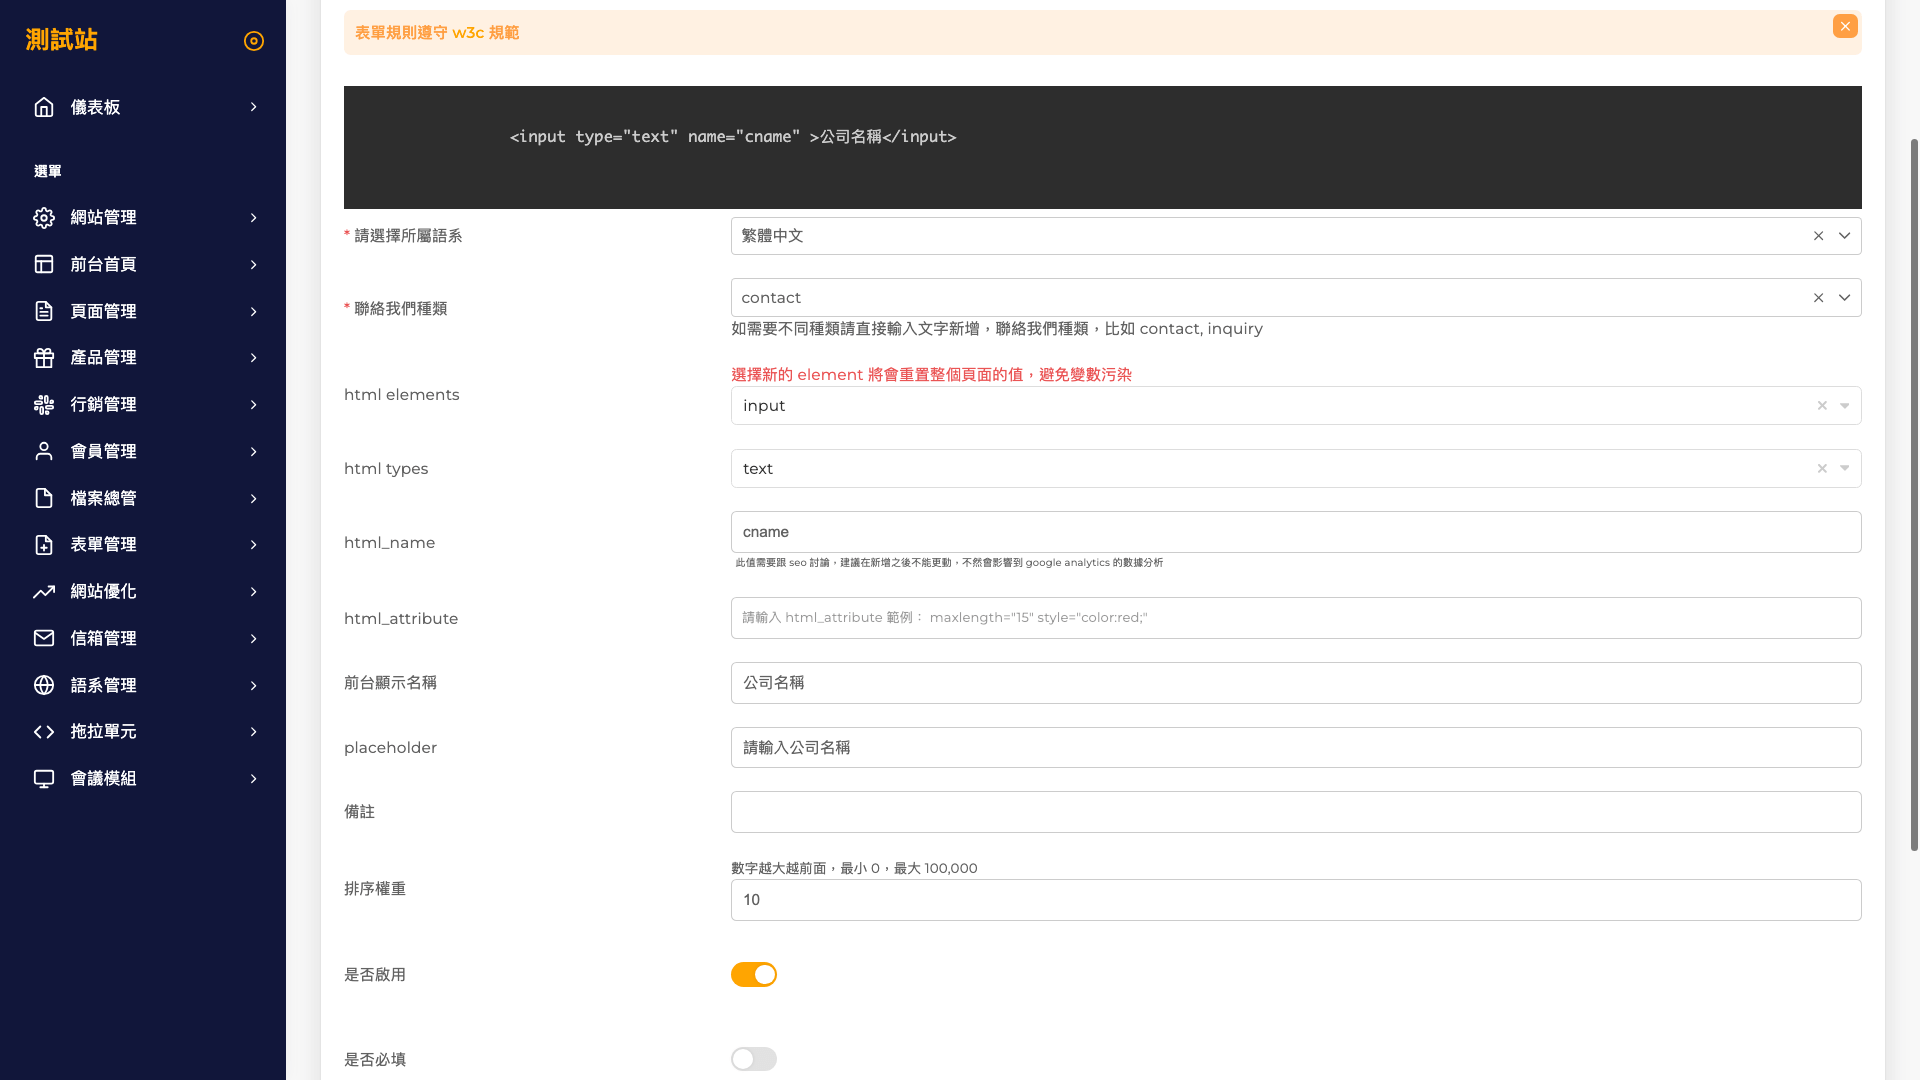 測試站
儀表板
選單
網站管理
前台首頁
頁面管理
產品管理
行銷管理
會員管理
檔案總管
表單管理
網站優化
信箱管理
語系管理
拖拉單元
會議模組
表單規則遵守 w3c 規範
<input type="text" name="cname" >公司名稱</input>
* 請選擇所屬語系
繁體中文
* 聯絡我們種類
contact
如需要不同種類請直接輸入文字新增，聯絡我們種類，比如 contact, inquiry
html elements
選擇新的 element 將會重置整個頁面的值，避免變數污染
input
html types
text
html_name
cname
此值需要跟 seo 討論，建議在新增之後不能更動，不然會影響到 google analytics 的數據分析
html_attribute
請輸入 html_attribute 範例： maxlength="15" style="color:red;"
前台顯示名稱
公司名稱
placeholder
請輸入公司名稱
備註
排序權重
數字越大越前面，最小 0，最大 100,000
10
是否啟用
是否必填